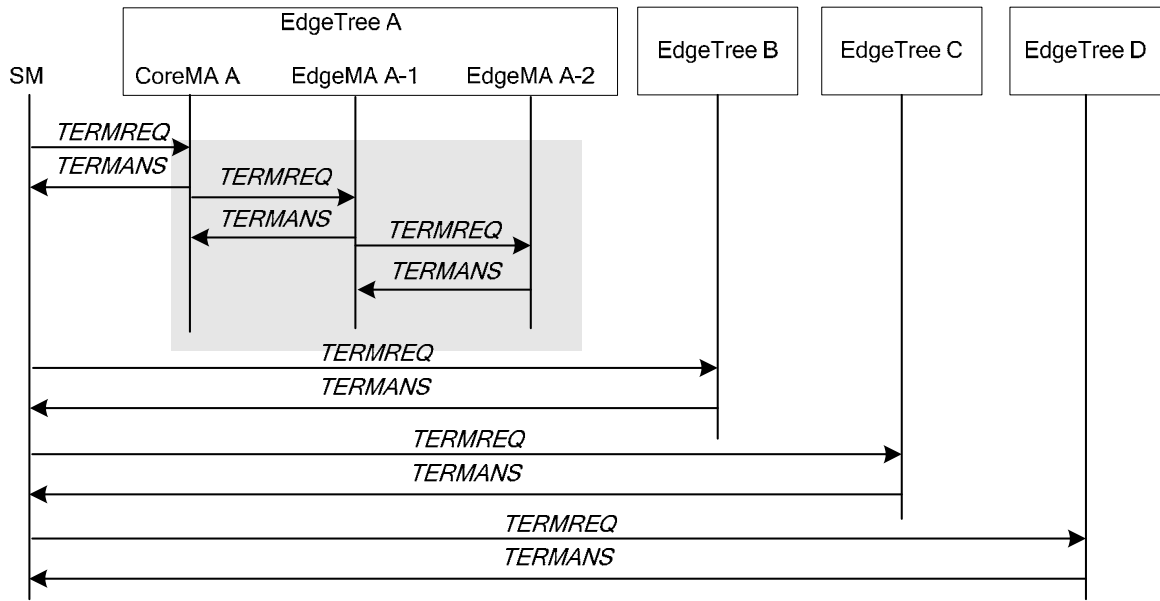 EdgeTree A
EdgeTree B
EdgeTree C
EdgeTree D
SM
CoreMA A
EdgeMA A-1
EdgeMA A-2
TERMREQ
TERMANS
TERMREQ
TERMANS
TERMREQ
TERMANS
TERMREQ
TERMANS
TERMREQ
TERMANS
TERMREQ
TERMANS